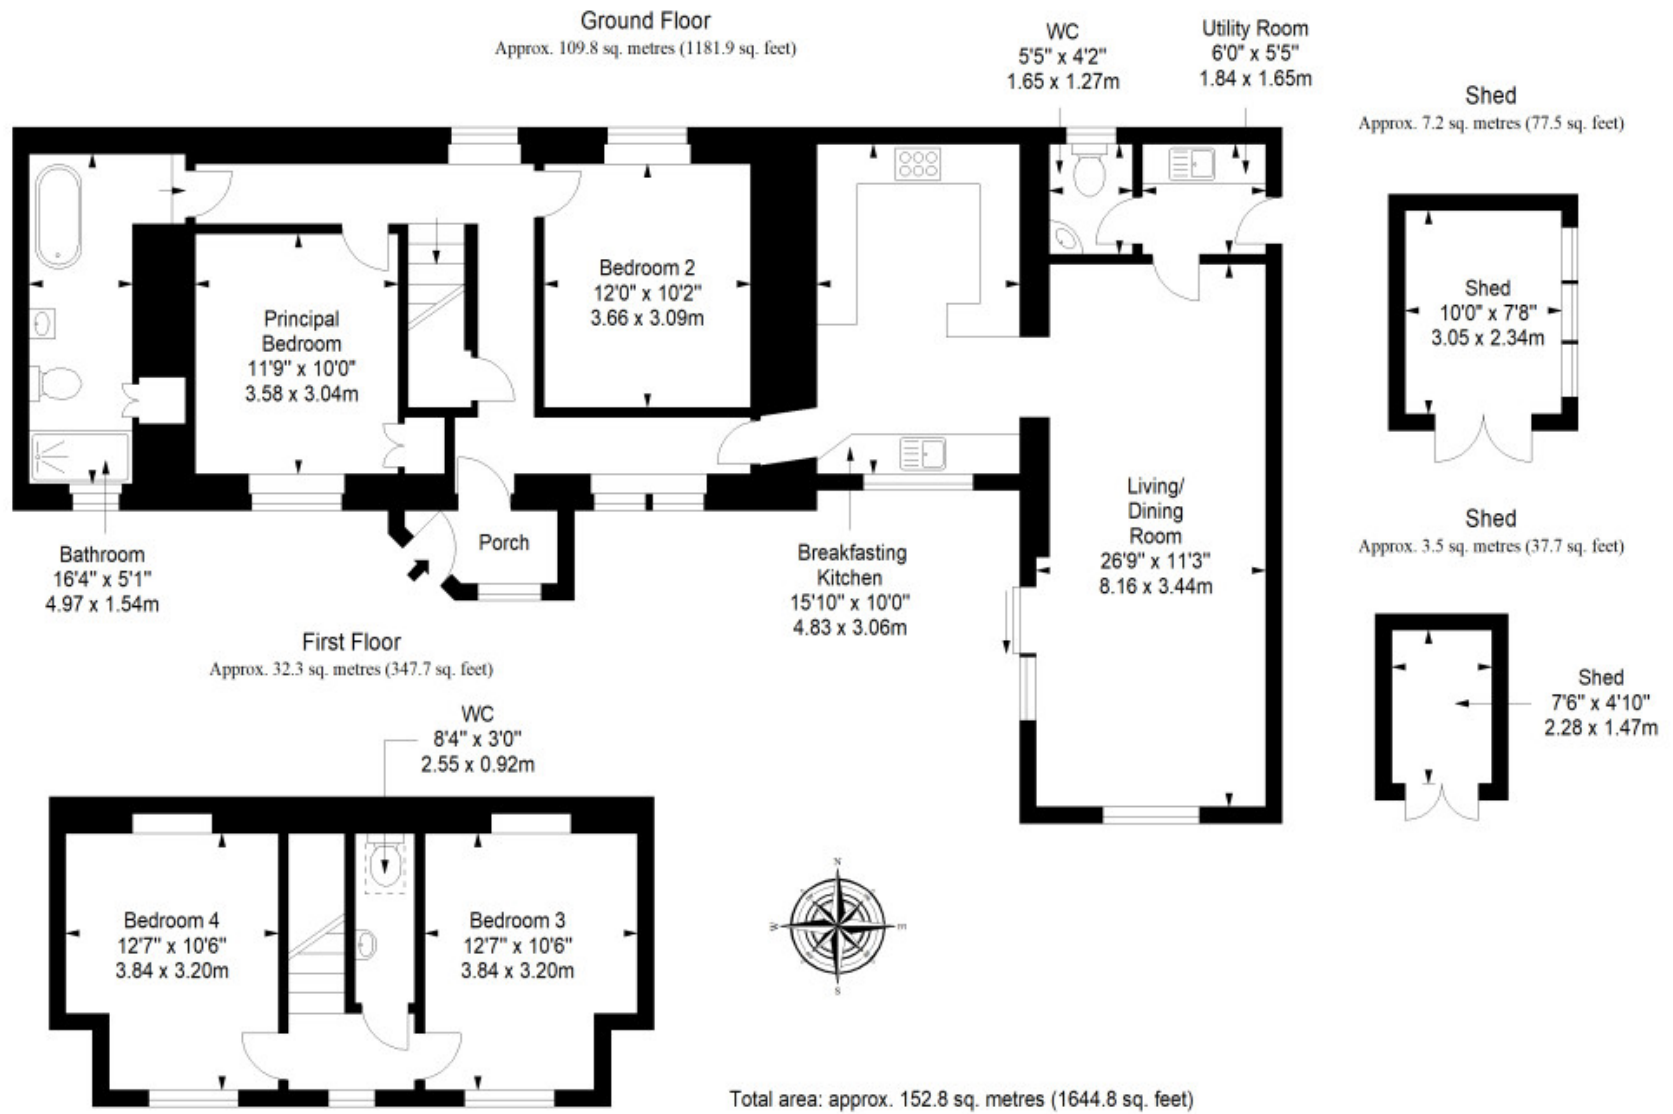 Ground Floor
Approx. 109.8 sq. metres (1181.9 sq. feet)
WC
5'5" x 4'2"
1.65 x 1.27m
Utility Room
6'0" x 5'5"
1.84 x 1.65m
Shed
Approx. 7.2 sq. metres (77.5 sq. feet)
Bedroom 2
12'0" x 10'2"
3.66 x 3.09m
Principal
Bedroom
11'9" x 10'0"
3.58 x 3.04m
Shed
10'0" x 7'8"
3.05 x 2.34m
Living/
Dining
Room
26'9" x 11'3"
8.16 x 3.44m
Shed
Approx. 3.5 sq. metres (37.7 sq. feet)
Porch
Bathroom
16'4" x 5'1"
4.97 x 1.54m
Breakfasting
Kitchen
15'10" x 10'0"
4.83 x 3.06m
First Floor
Approx. 32.3 sq. metres (347.7 sq. feet)
Shed
7'6" x 4'10"
2.28 x 1.47m
WC
8'4" x 3'0"
2.55 x 0.92m
Bedroom 4
12'7" x 10'6"
3.84 x 3.20m
Bedroom 3
12'7" x 10'6"
3.84 x 3.20m
N
W
E
S
Total area: approx. 152.8 sq. metres (1644.8 sq. feet)